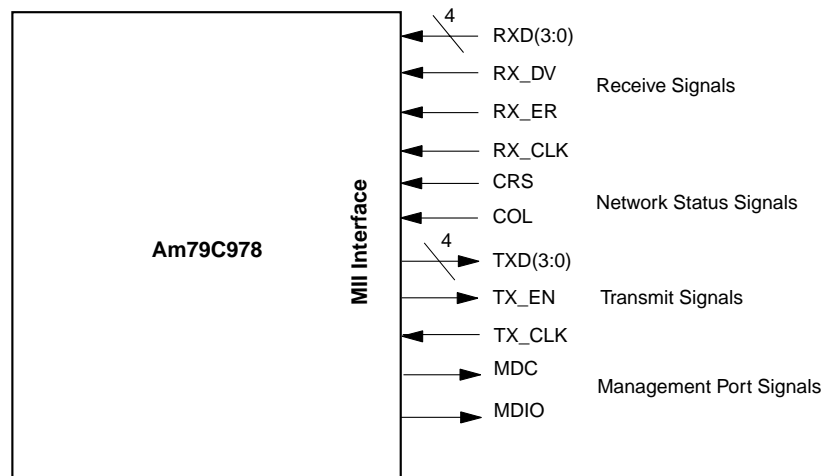 4
RXD(3:0)
RX_DV
Receive Signals
RX_ER
RX_CLK
CRS
Network Status Signals
COL
MII Interface
Am79C978
4
TXD(3:0)
TX_EN
Transmit Signals
TX_CLK
MDC
Management Port Signals
MDIO